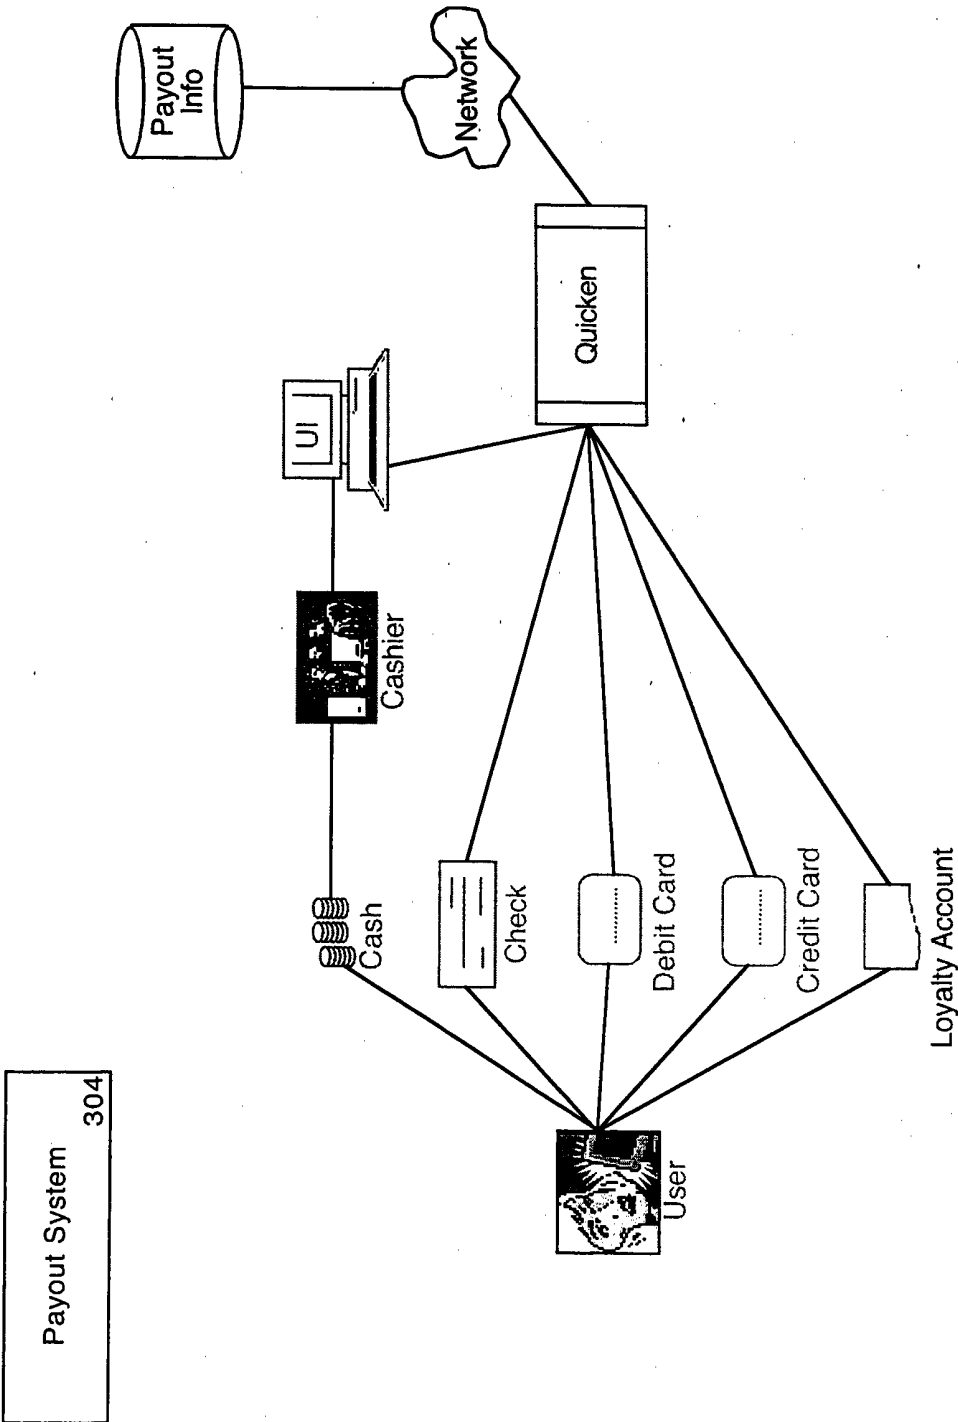 Payout System
304
User
Cash
Check
Debit Card
Credit Card
Loyalty Account
Cashier
UI
Quicken
Network
Payout
Info